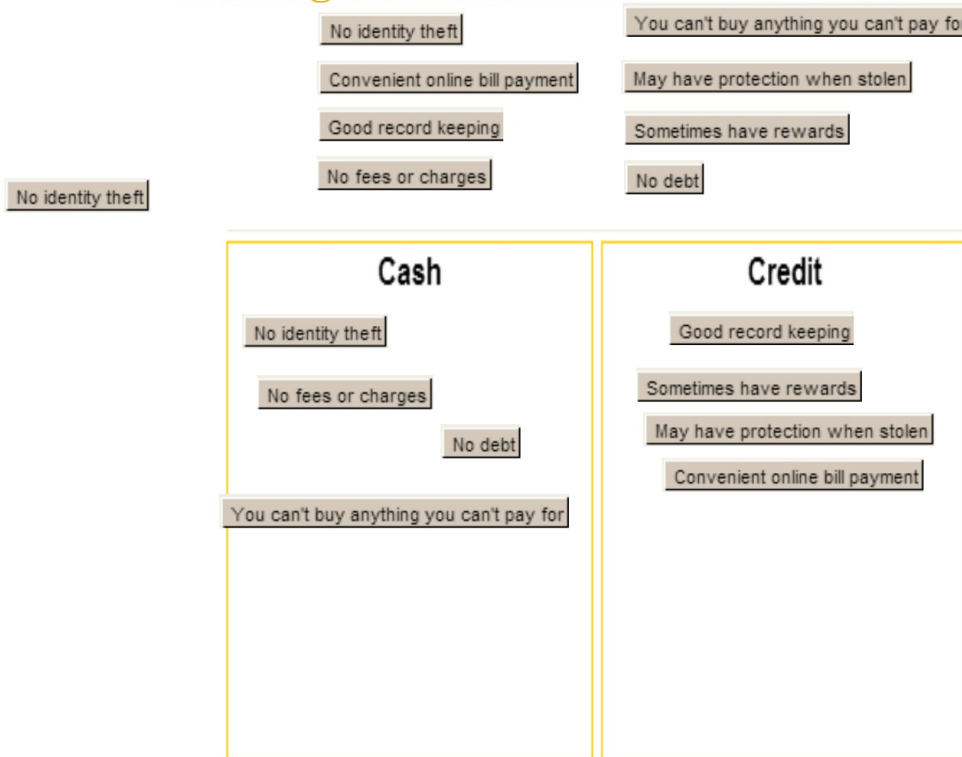 No identity theft
You can't buy anything you can't pay for
Convenient online bill payment
May have protection when stolen
Good record keeping
Sometimes have rewards
No fees or charges
No debt
No identity theft
Cash
Credit
No identity theft
Good record keeping
No fees or charges
Sometimes have rewards
No debt
May have protection when stolen
Convenient online bill payment
You can't buy anything you can't pay for